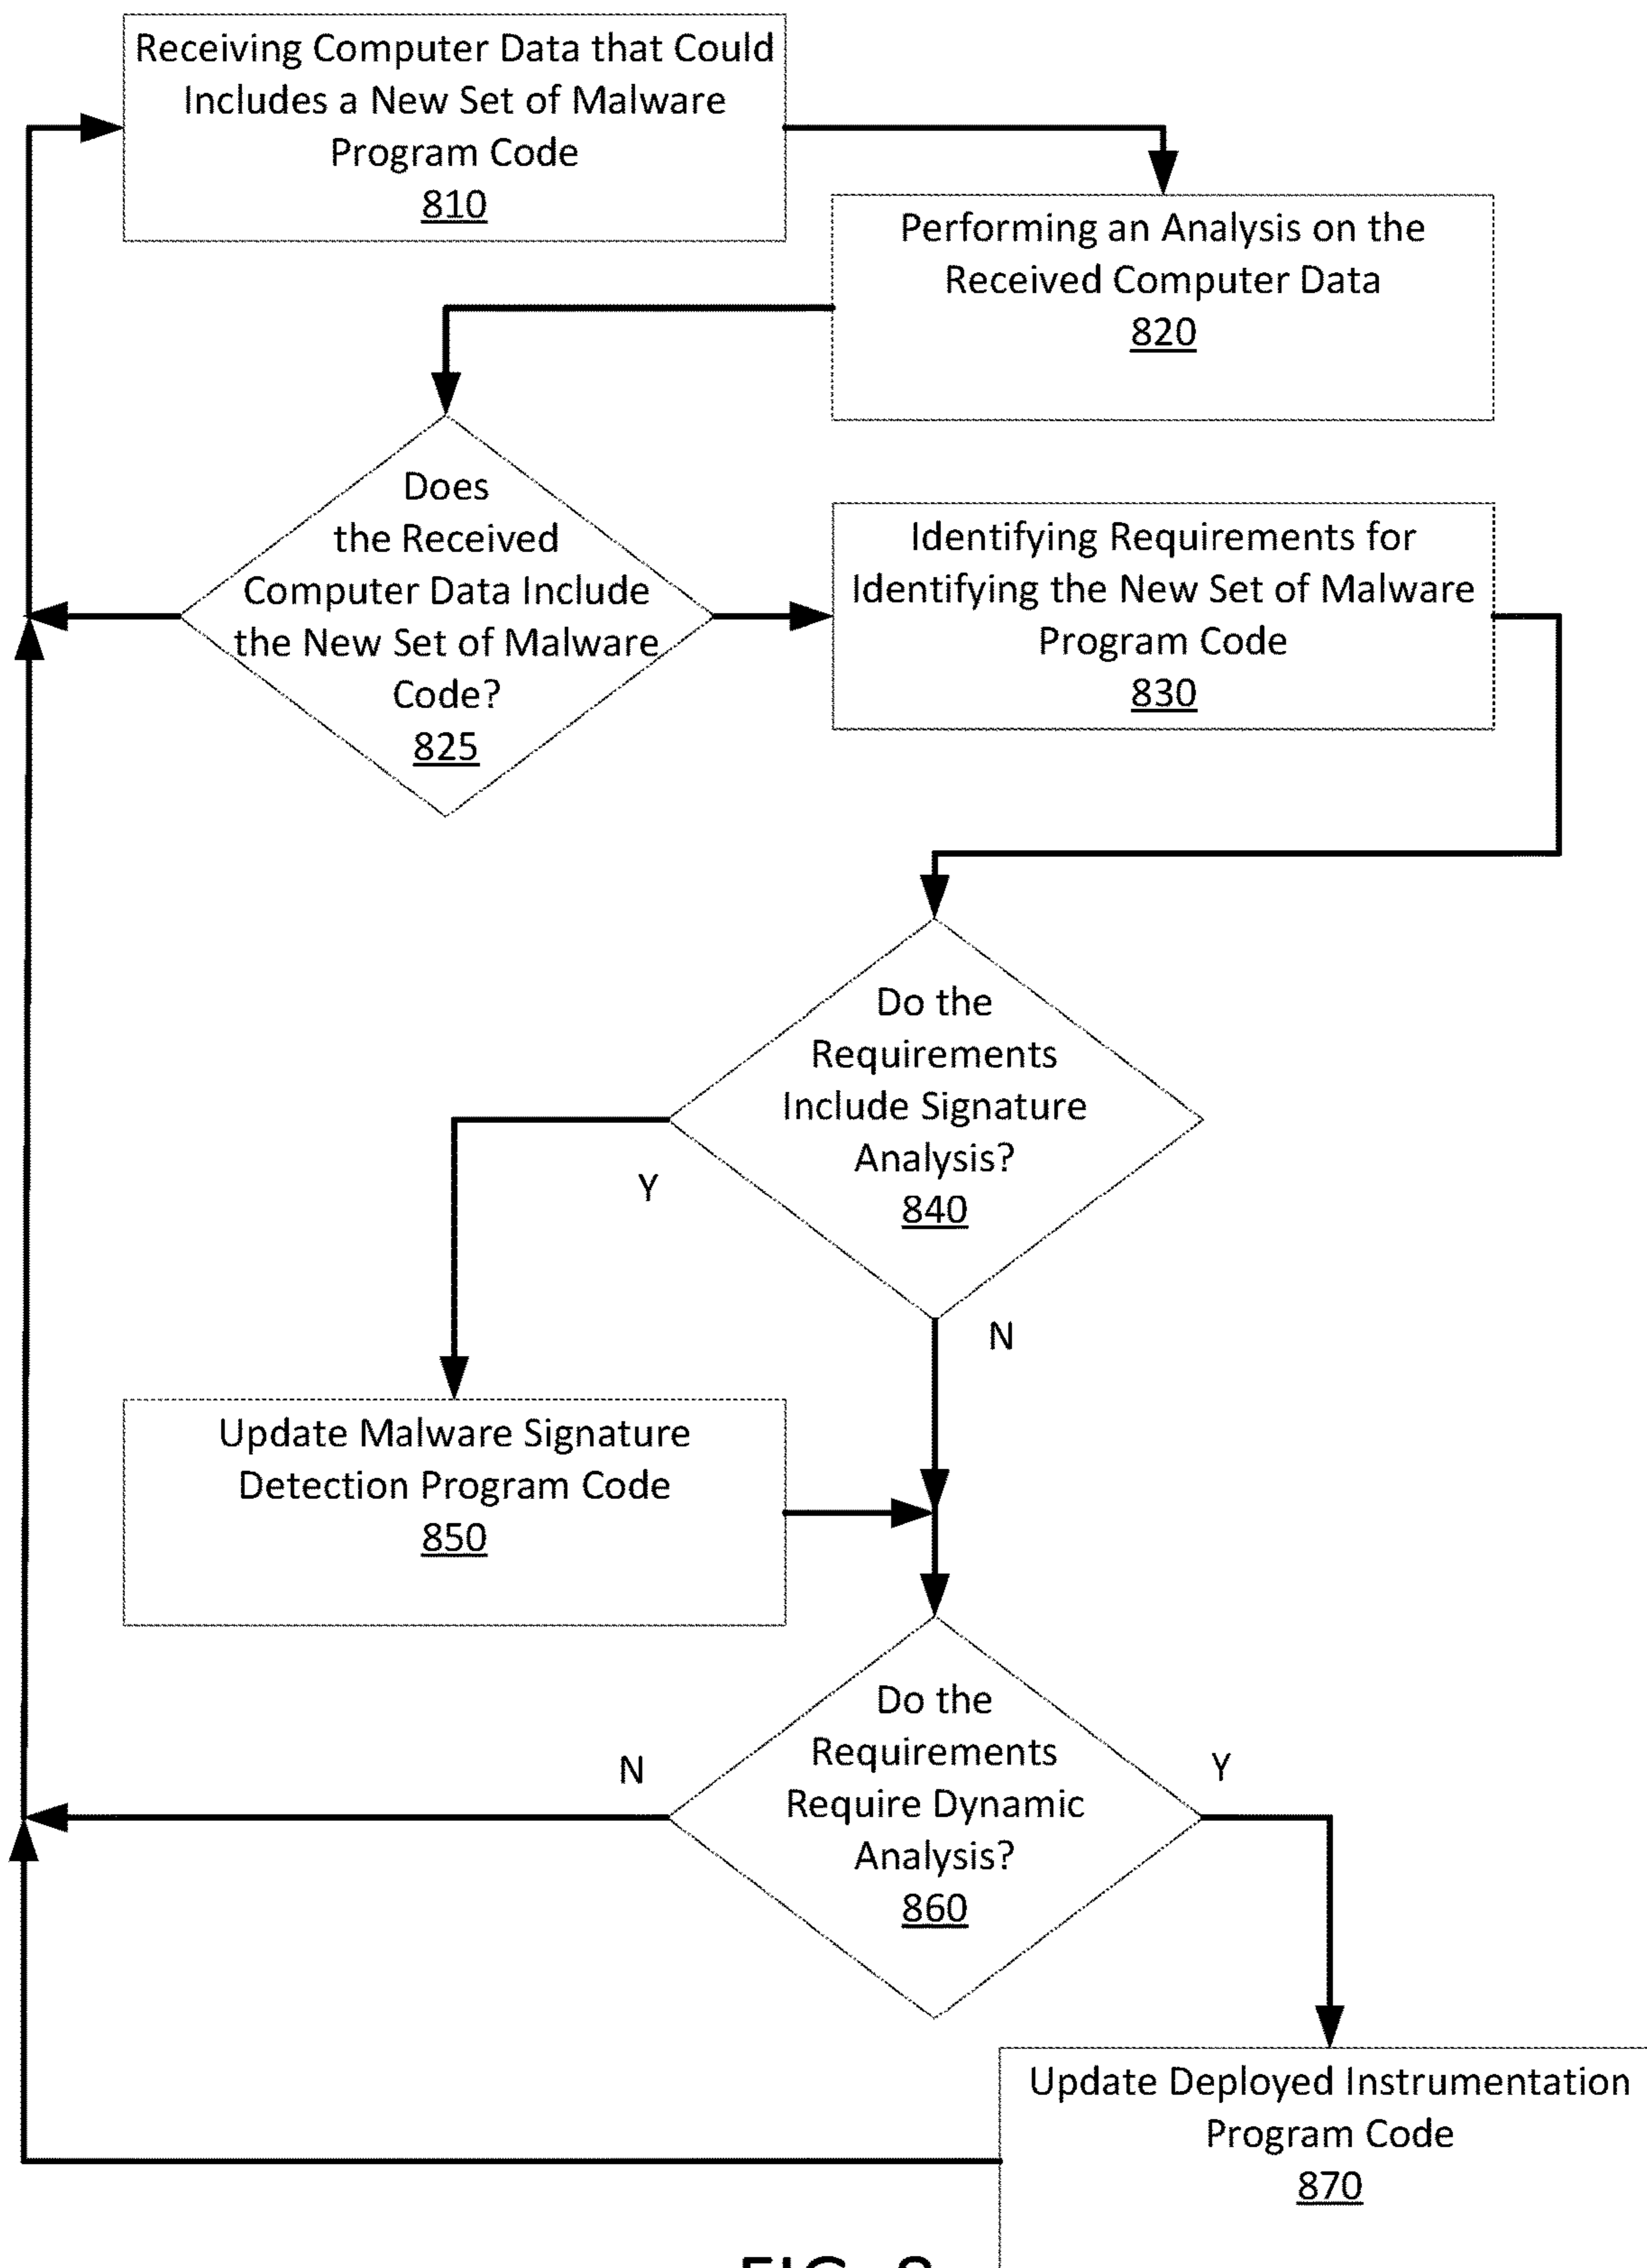 Receiving Computer Data that Could
Includes a New Set of Malware
Program Code
810
Performing an Analysis on the
Received Computer Data
820
Does
the Received
Computer Data Include
the New Set of Malware
Code?
825
Identifying Requirements for
Identifying the New Set of Malware
Program Code
830
Do the
Requirements
Include Signature
Analysis?
840
Y
N
Update Malware Signature
Detection Program Code
850
Do the
Requirements
Require Dynamic
Analysis?
860
N
Y
Update Deployed Instrumentation
Program Code
870
FIG. 8